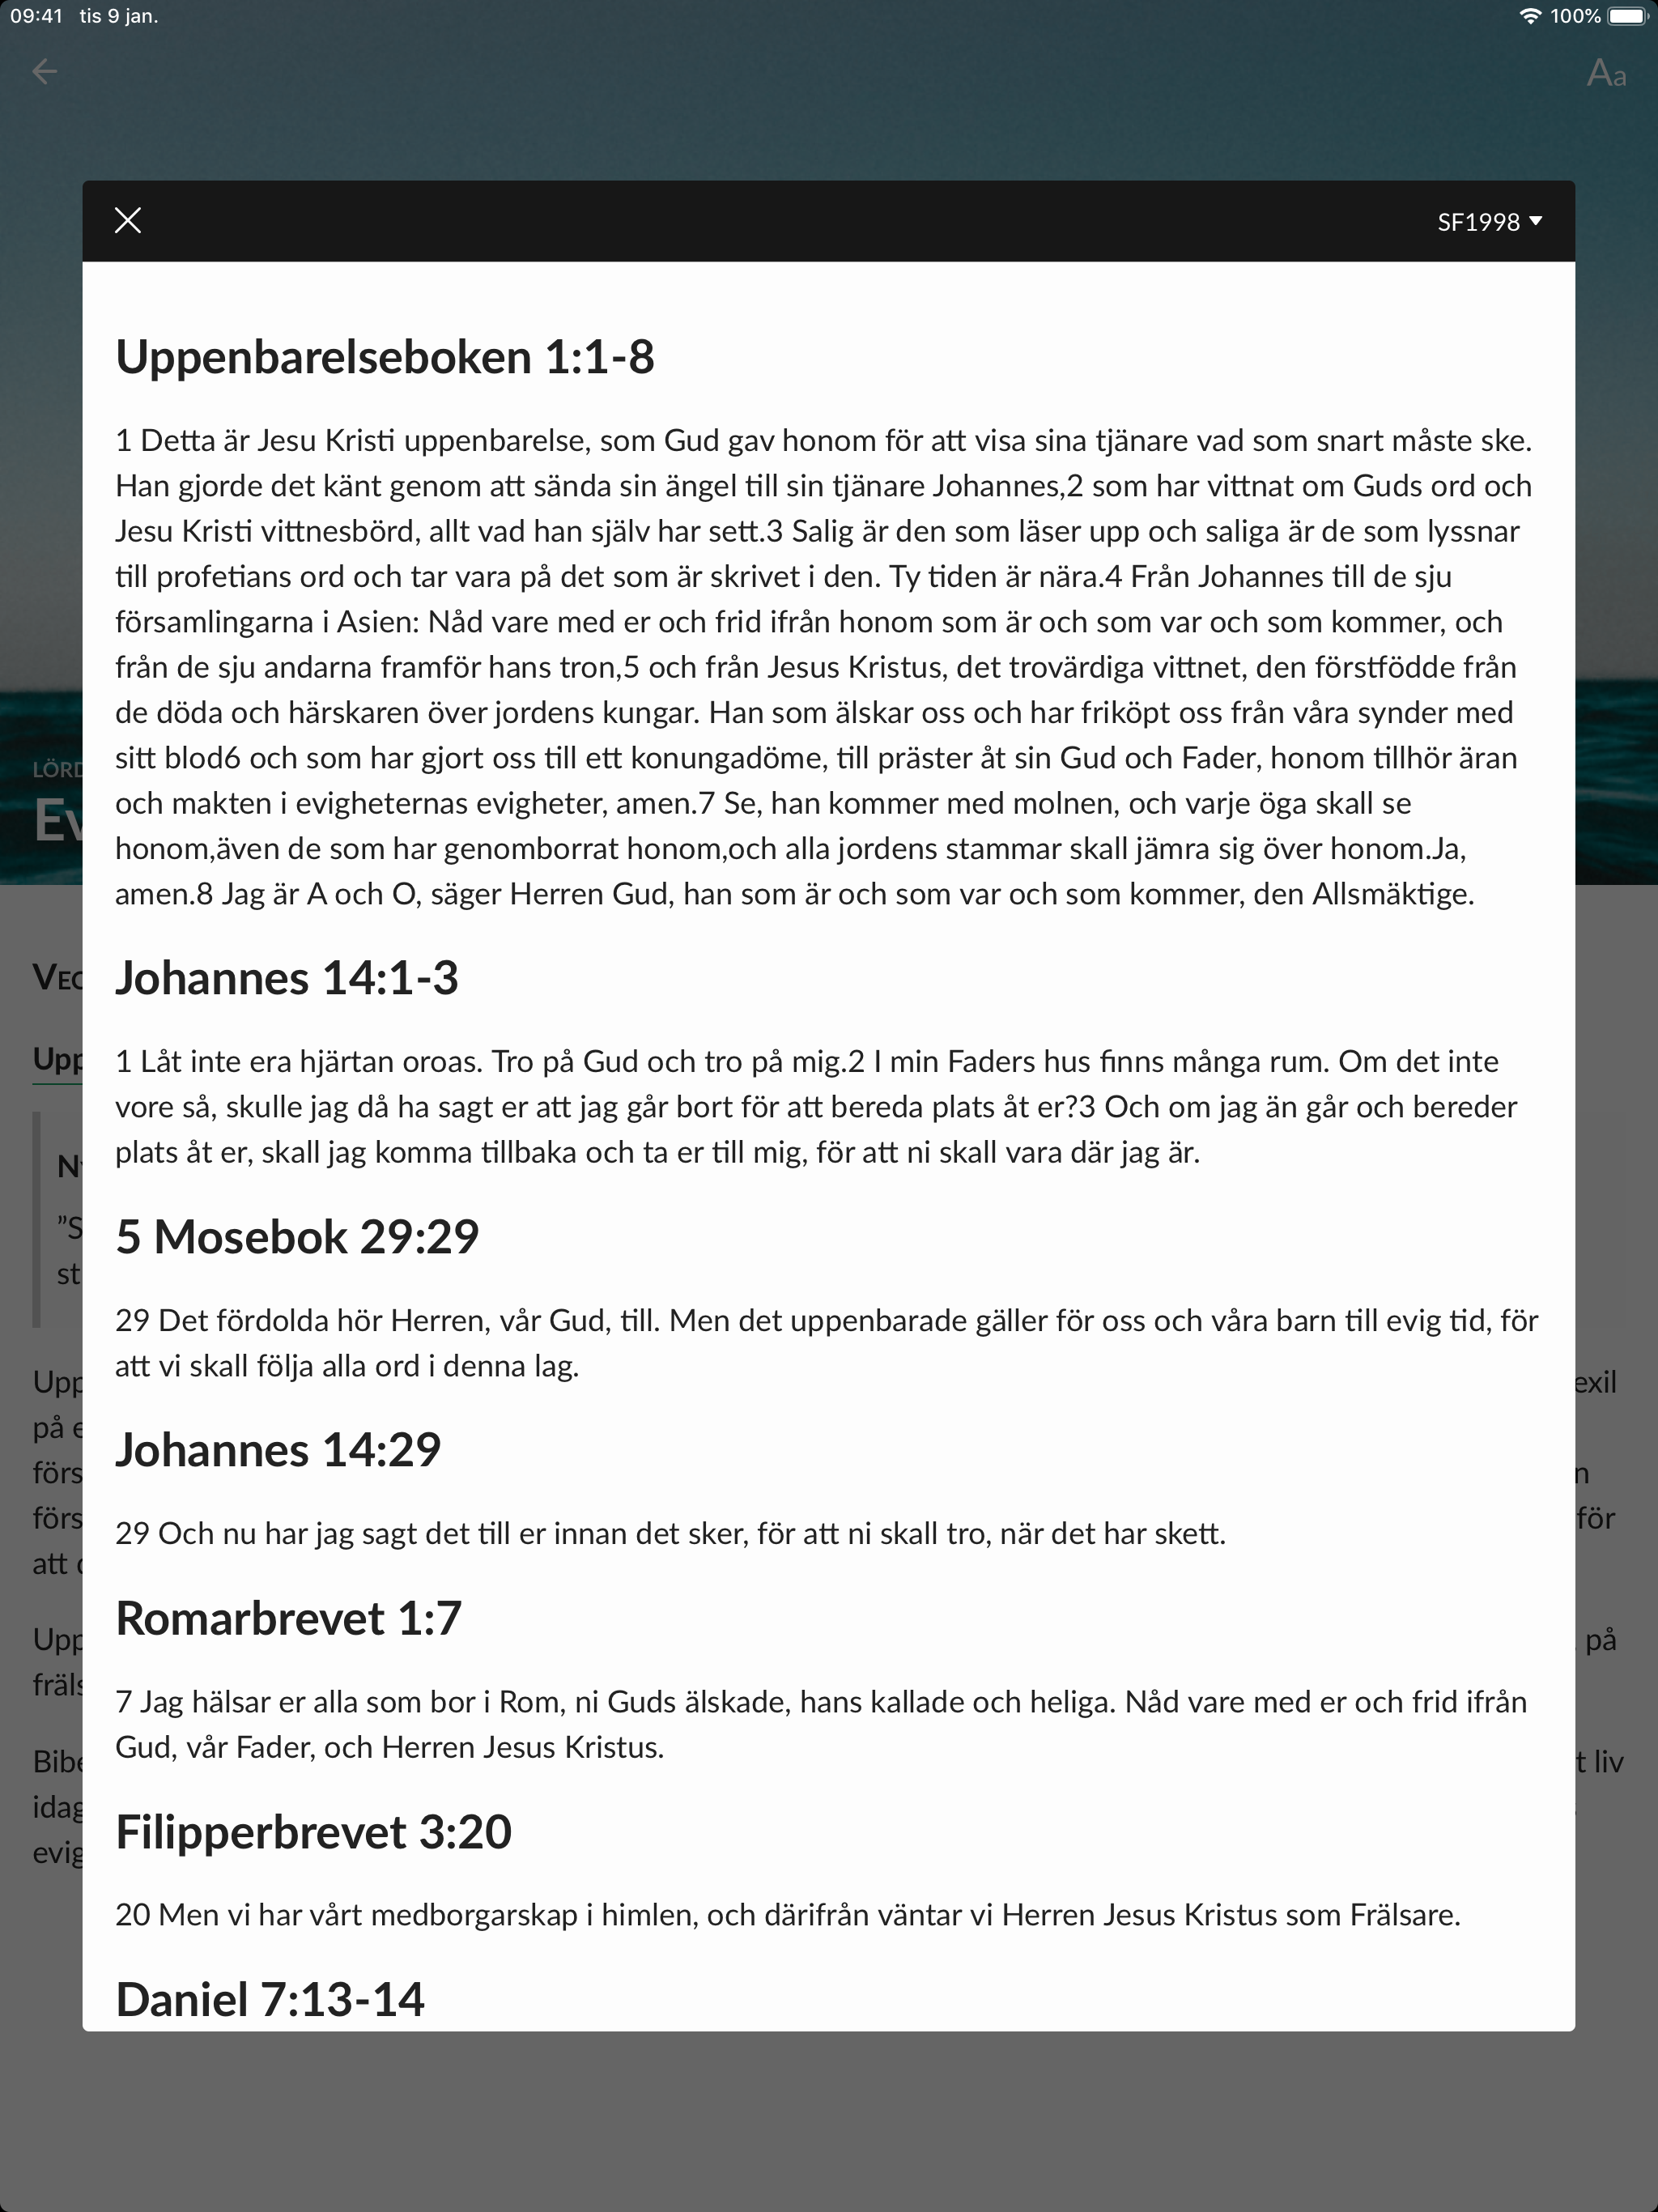 09:41 tis 9 jan.
100%
Aa
SF1998
Uppenbarelseboken 1:1-8
1 Detta är Jesu Kristi uppenbarelse, som Gud gav honom för att visa sina tjänare vad som snart måste ske.
Han gjorde det känt genom att sända sin ängel till sin tjänare Johannes,2 som har vittnat om Guds ord och
Jesu Kristi vittnesbörd, allt vad han själv har sett.3 Salig är den som läser upp och saliga är de som lyssnar
till profetians ord och tar vara på det som är skrivet i den. Ty tiden är nära.4 Från Johannes till de sju
församlingarna i Asien: Nåd vare med er och frid ifrån honom som är och som var och som kommer, och
från de sju andarna framför hans tron,5 och från Jesus Kristus, det trovärdiga vittnet, den förstfödde från
de döda och härskaren över jordens kungar. Han som älskar oss och har friköpt oss från våra synder med
sitt blod6 och som har gjort oss till ett konungadöme, till präster åt sin Gud och Fader, honom tillhör äran
och makten i evigheternas evigheter, amen.7 Se, han kommer med molnen, och varje öga skall se
honom,även de som har genomborrat honom,och alla jordens stammar skall jämra sig över honom.Ja,
amen.8 Jag är A och O, säger Herren Gud, han som är och som var och som kommer, den Allsmäktige.
Johannes 14:1-3
1 Låt inte era hjärtan oroas. Tro på Gud och tro på mig.2 I min Faders hus finns många rum. Om det inte
vore så, skulle jag då ha sagt er att jag går bort för att bereda plats åt er?3 Och om jag än går och bereder
plats åt er, skall jag komma tillbaka och ta er till mig, för att ni skall vara där jag är.
5 Mosebok 29:29
29 Det fördolda hör Herren, vår Gud, till. Men det uppenbarade gäller för oss och våra barn till evig tid, för
att vi skall följa alla ord i denna lag.
Johannes 14:29
29 Och nu har jag sagt det till er innan det sker, för att ni skall tro, när det har skett.
Romarbrevet 1:7
7 Jag hälsar er alla som bor i Rom, ni Guds älskade, hans kallade och heliga. Nåd vare med er och frid ifrån
Gud, vår Fader, och Herren Jesus Kristus.
Filipperbrevet 3:20
20 Men vi har vårt medborgarskap i himlen, och därifrån väntar vi Herren Jesus Kristus som Frälsare.
Daniel 7:13-14
exil
på
för
att
på
liv